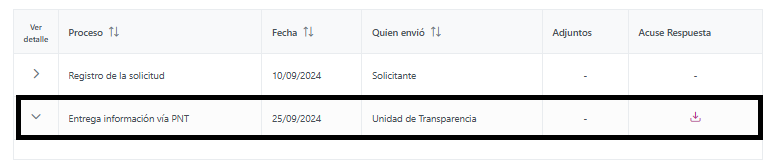 Ver detalle Proceso Fecha Quien envió Adjuntos Acuse Respuesta
Registro de la solicitud 10/09/2024 Solicitante - -
Entrega información vía PNT 25/09/2024 Unidad de Transparencia -